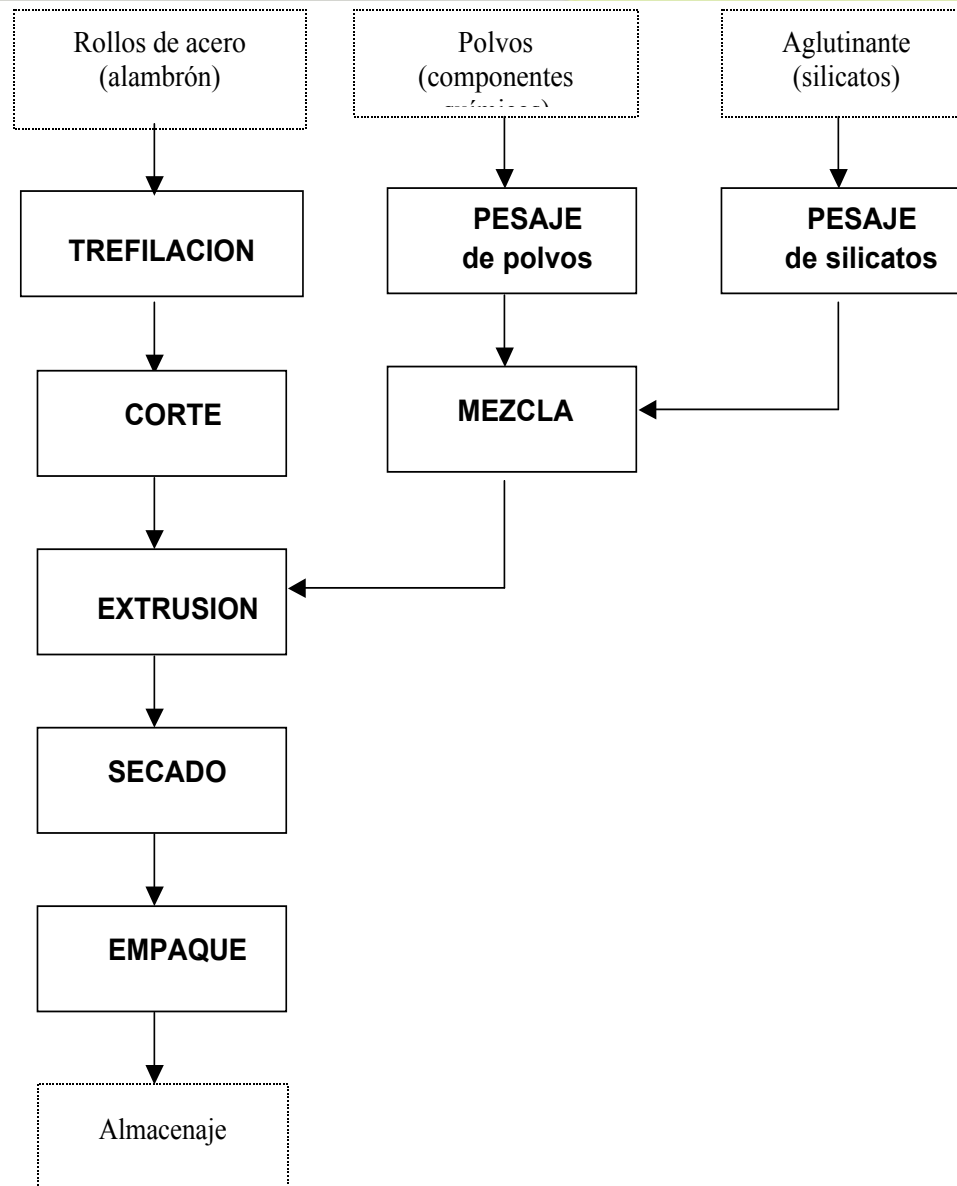 Rollos de acero
(alambrón)
Polvos
(componentes
Aglutinante
(silicatos)
TREFILACION
PESAJE
de polvos
PESAJE
de silicatos
CORTE
MEZCLA
EXTRUSION
SECADO
EMPAQUE
Almacenaje